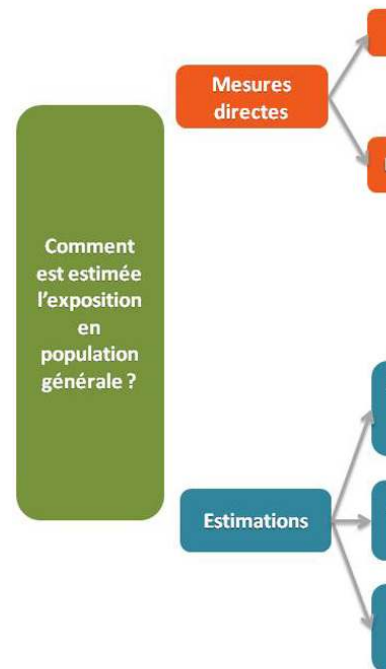 Mesures
directes
Comment
est estimée
l'exposition
en
population
générale ?
Estimations